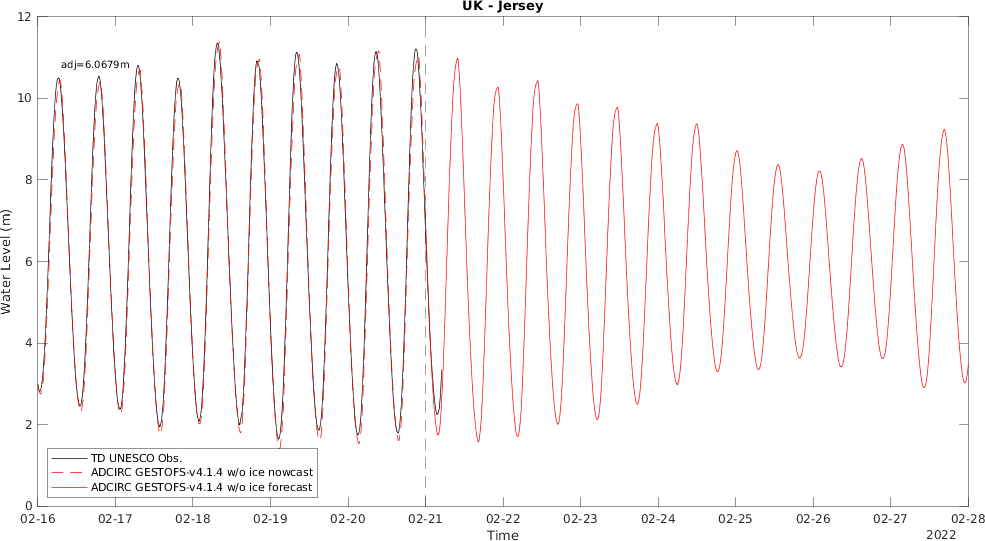 UK - Jersey
12
10
8
6
4
2
0
Water Level (m)
adj=6.0679m
TD UNESCO Obs.
ADCIRC GESTOFS-v4.1.4 w/o ice nowcast
ADCIRC GESTOFS-v4.1.4 w/o ice forecast
02-16 02-17 02-18 02-19 02-20 02-21 02-22 02-23 02-24 02-25 02-26 02-27 02-28
Time
2022